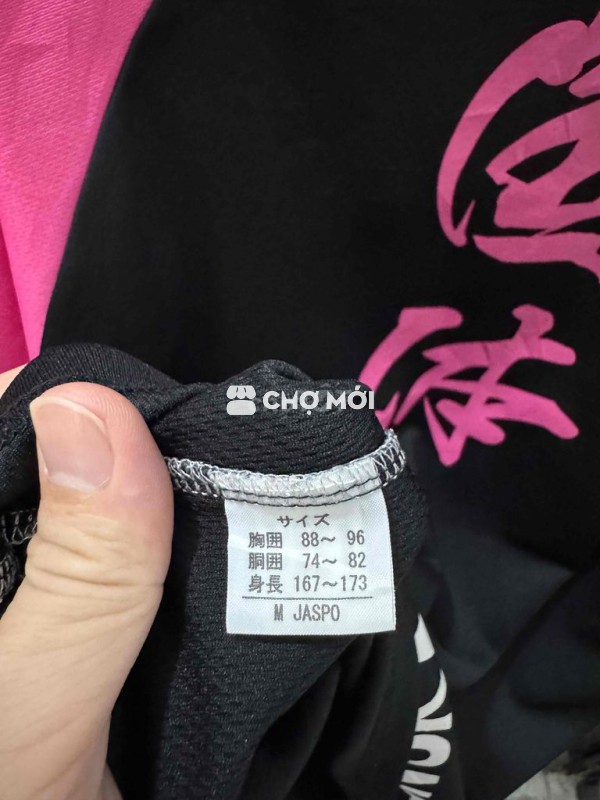 CHỢ MỚI
サイズ
胸囲 88～ 96
胴囲 74～ 82
身長 167～173
M JASPO